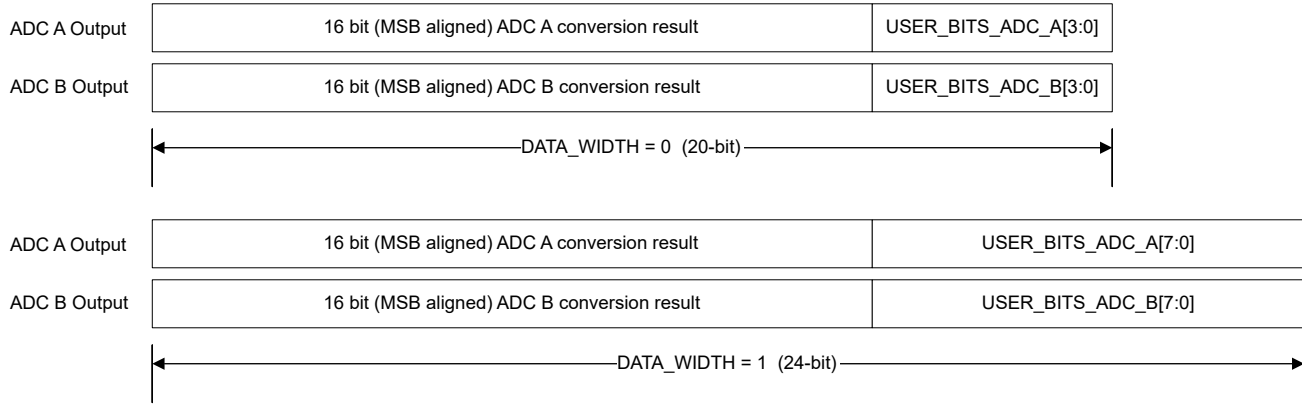 ADC A Output 16 bit (MSB aligned) ADC A conversion result USER_BITS_ADC_A[3:0]
ADC B Output 16 bit (MSB aligned) ADC B conversion result USER_BITS_ADC_B[3:0]
DATA_WIDTH = 0 (20-bit)
ADC A Output 16 bit (MSB aligned) ADC A conversion result USER_BITS_ADC_A[7:0]
ADC B Output 16 bit (MSB aligned) ADC B conversion result USER_BITS_ADC_B[7:0]
DATA_WIDTH = 1 (24-bit)